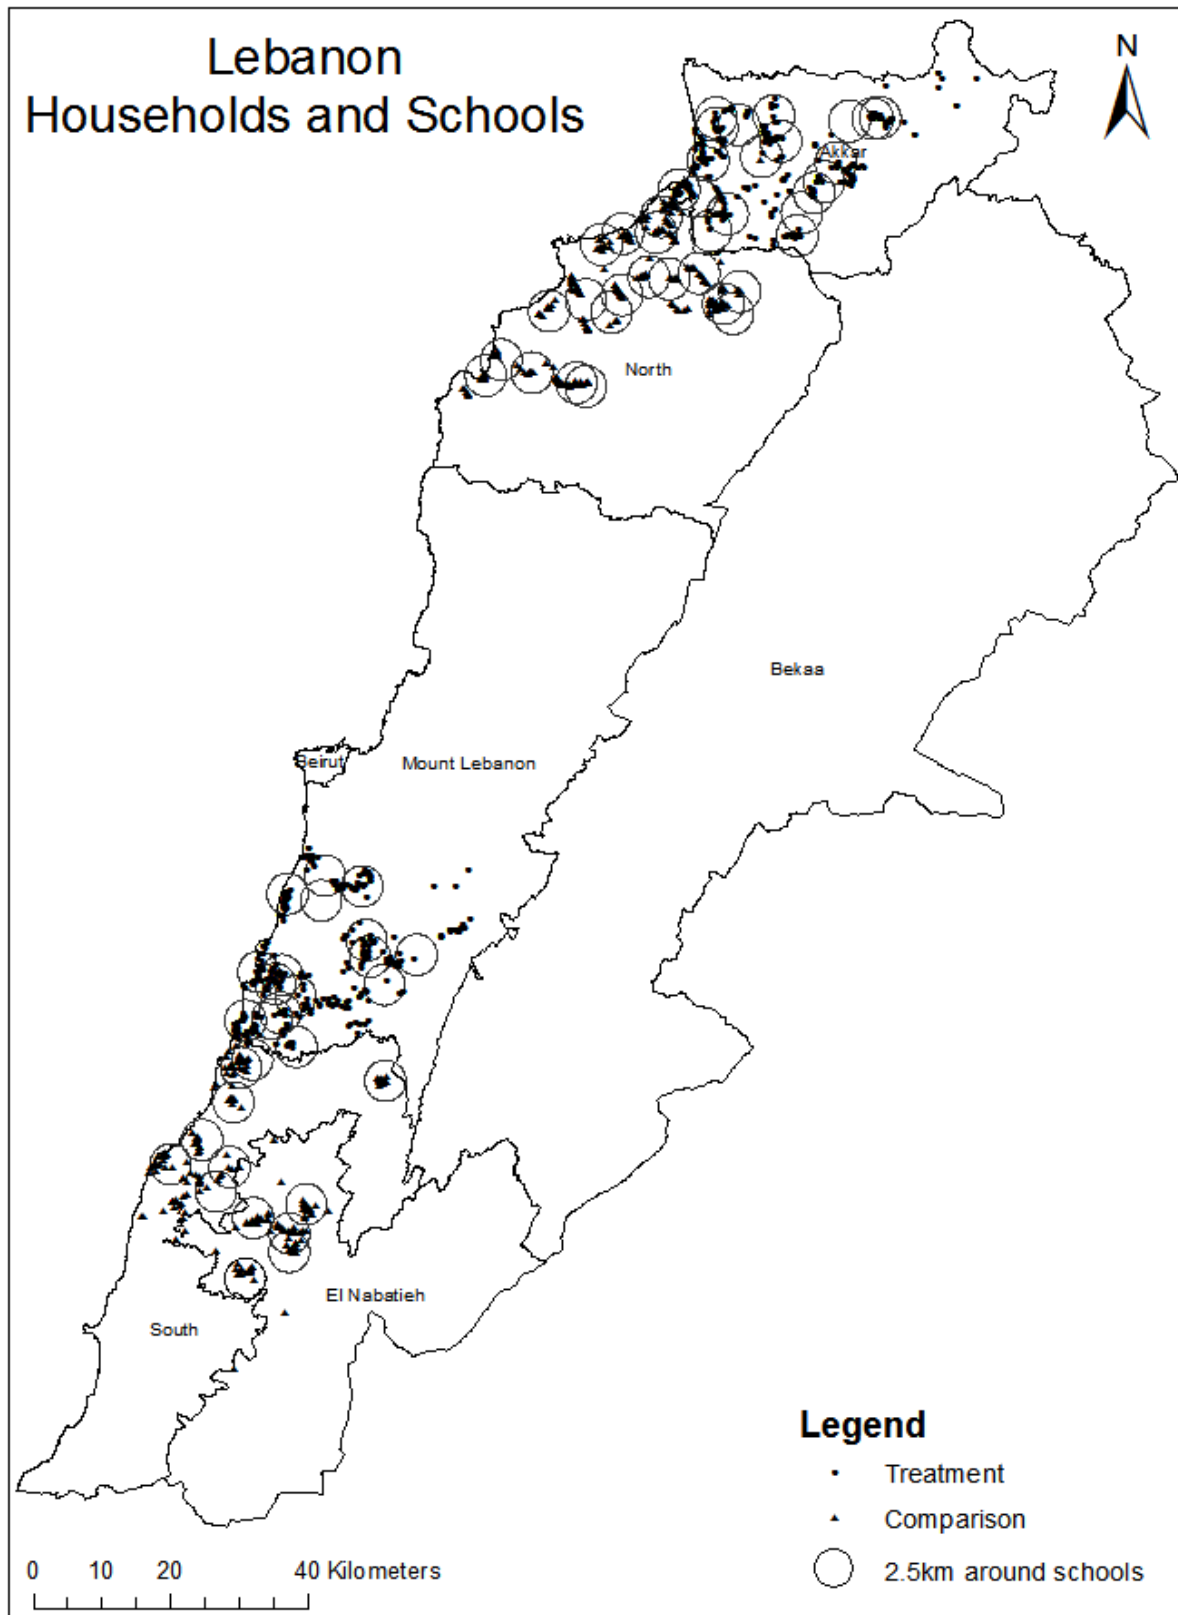 Lebanon
Households and Schools
N
Akkar
North
Bekaa
Beirut
Mount Lebanon
El Nabatieh
South
Legend
Treatment
Comparison
2.5km around schools
0 10 20 40 Kilometers